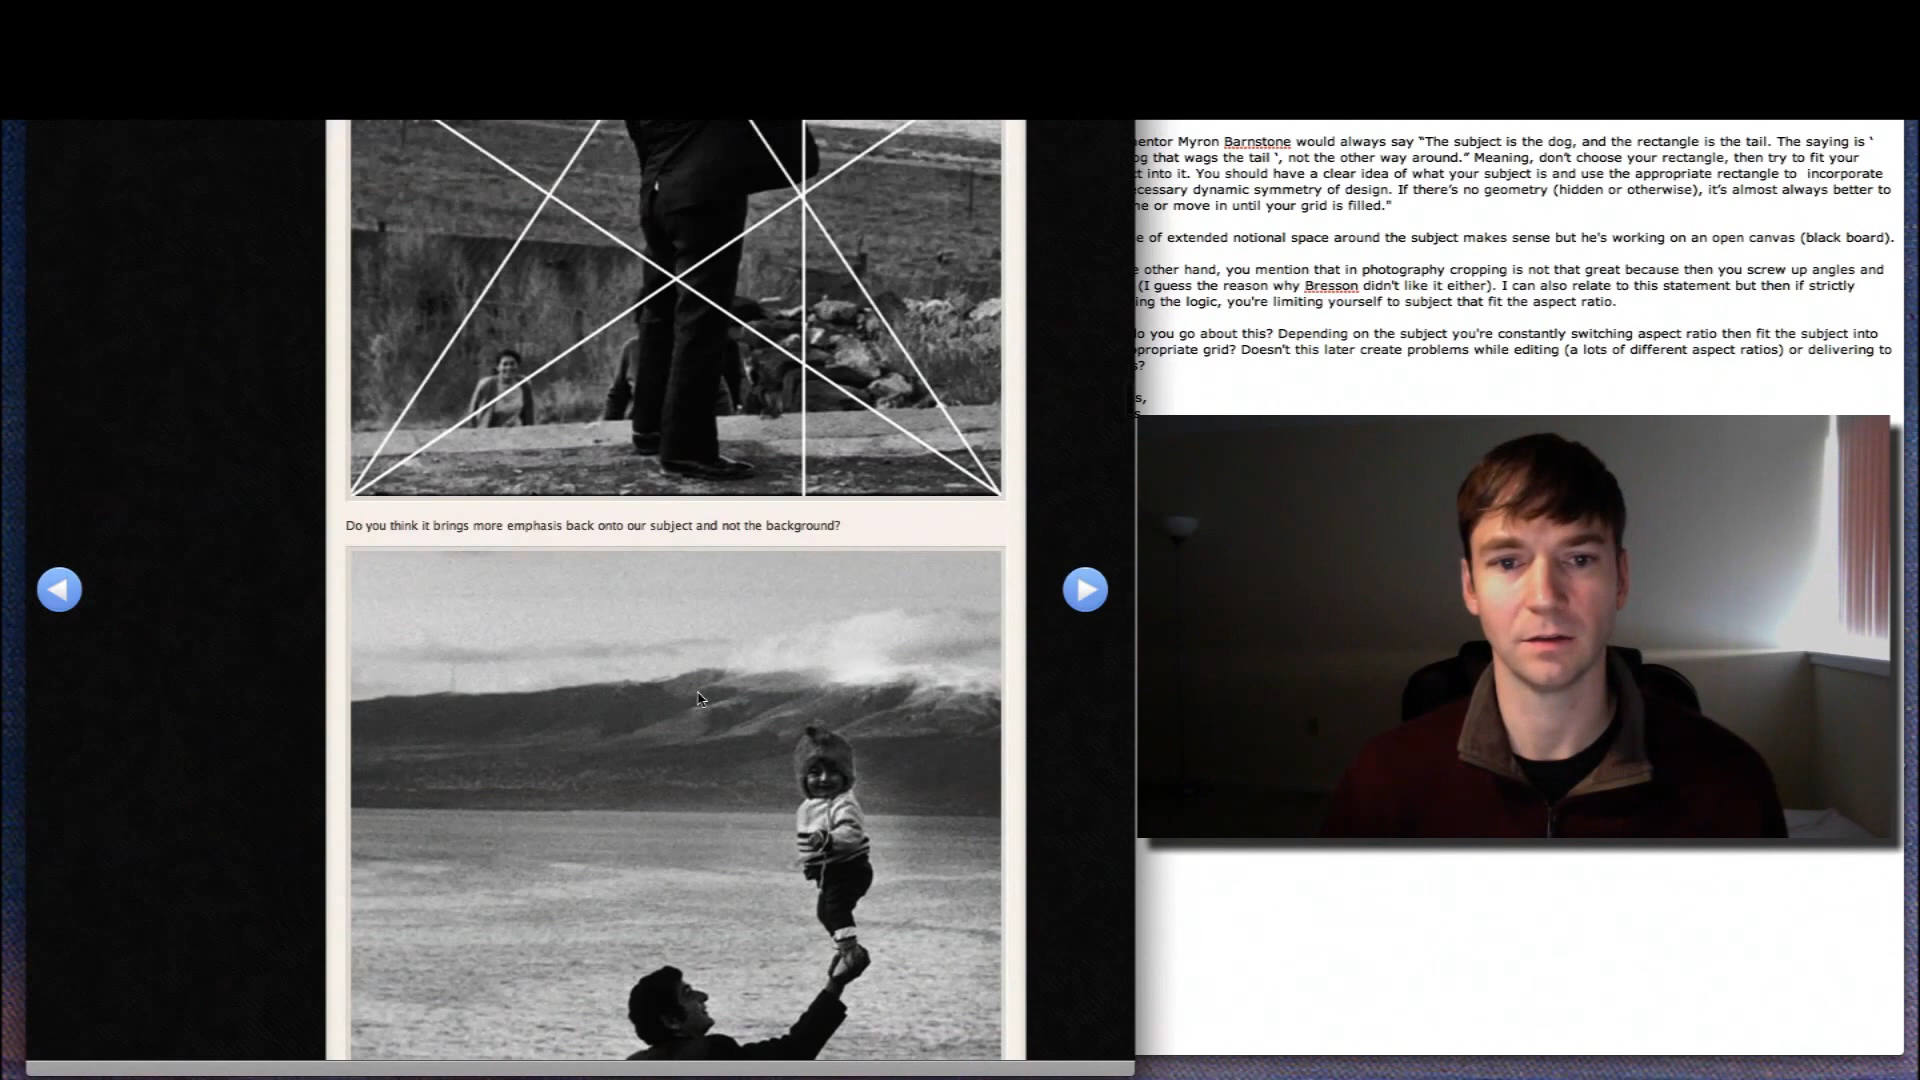 Do you think it brings more emphasis back onto our subject and not the background?
mentor Myron Barnstone would always say “The subject is the dog, and the rectangle is the tail. The saying is ‘
dog that wags the tail ‘, not the other way around.” Meaning, don’t choose your rectangle, then try to fit your
into it. You should have a clear idea of what your subject is and use the appropriate rectangle to incorporate
necessary dynamic symmetry of design. If there’s no geometry (hidden or otherwise), it’s almost always better to
or move in until your grid is filled."
of extended notional space around the subject makes sense but he's working on an open canvas (black board).
other hand, you mention that in photography cropping is not that great because then you screw up angles and
(I guess the reason why Bresson didn't like it either). I can also relate to this statement but then if strictly
the logic, you're limiting yourself to subject that fit the aspect ratio.
do you go about this? Depending on the subject you're constantly switching aspect ratio then fit the subject into
appropriate grid? Doesn't this later create problems while editing (a lots of different aspect ratios) or delivering to